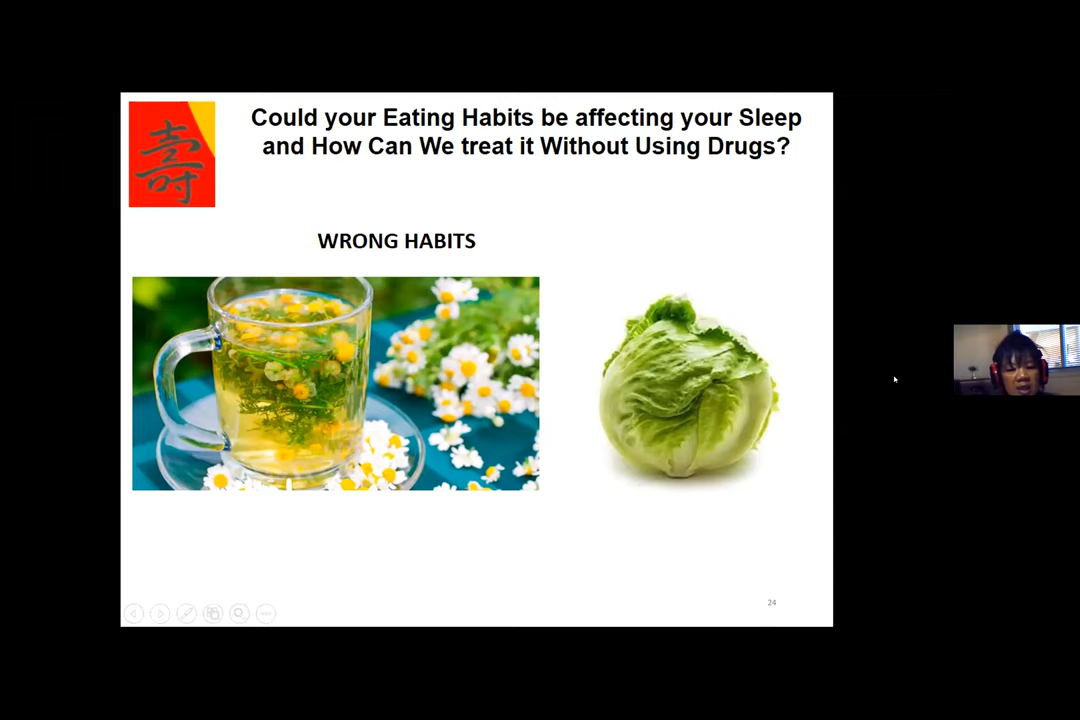 壽
Could your Eating Habits be affecting your Sleep
and How Can We treat it Without Using Drugs?
WRONG HABITS
24